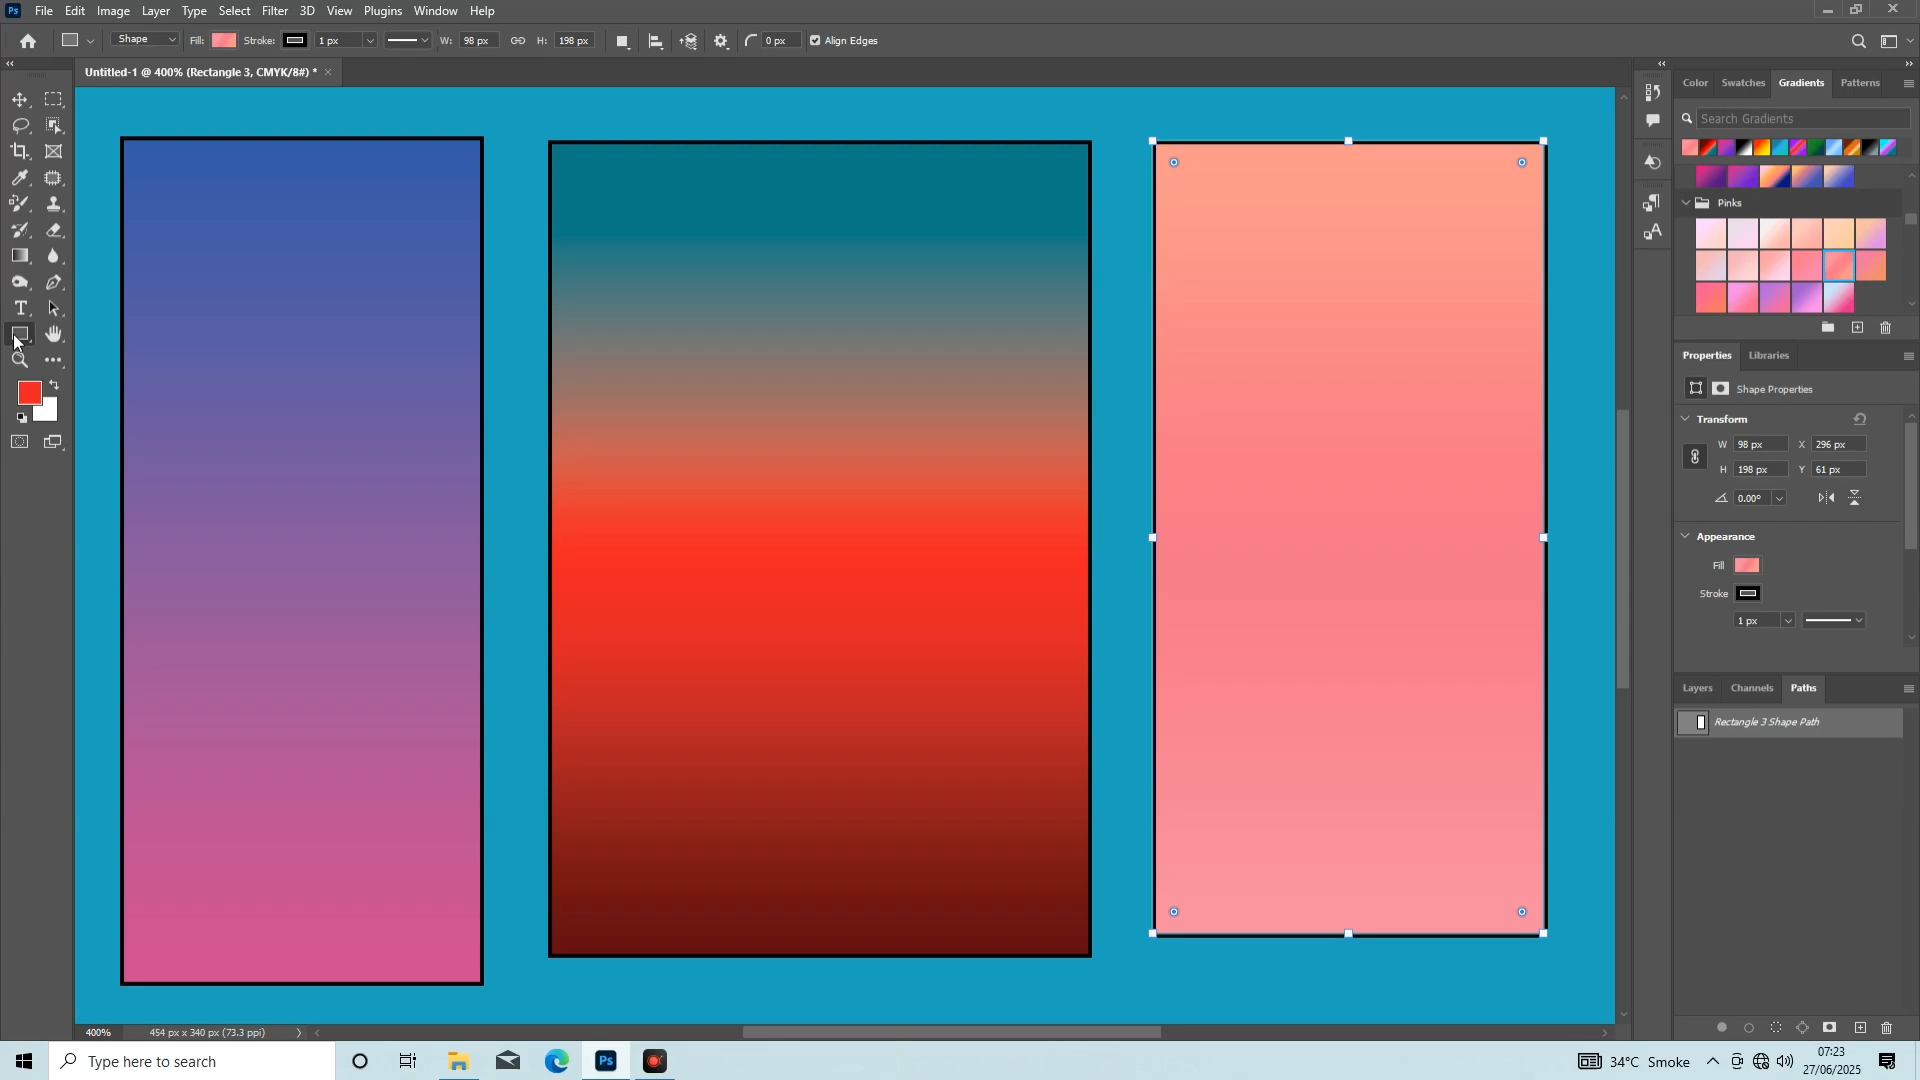 Ps File Edit Image Layer Type Select Filter 3D View Plugins Window Help
Shape Fill: Stroke: 1 px W: 98 px H: 198 px 0 px Align Edges
Untitled-1 @ 400% (Rectangle 3, CMYK/8#) *
Color Swatches Gradients Patterns
Search Gradients
Pinks
Properties Libraries
Shape Properties
Transform
W 98 px X 296 px
H 198 px Y 61 px
0.00°
Appearance
Fill
Stroke
1 px
Layers Channels Paths
Rectangle 3 Shape Path
400% 454 px x 340 px (73.3 ppi)
Type here to search
Ps
34°C Smoke
07:23
27/06/2025